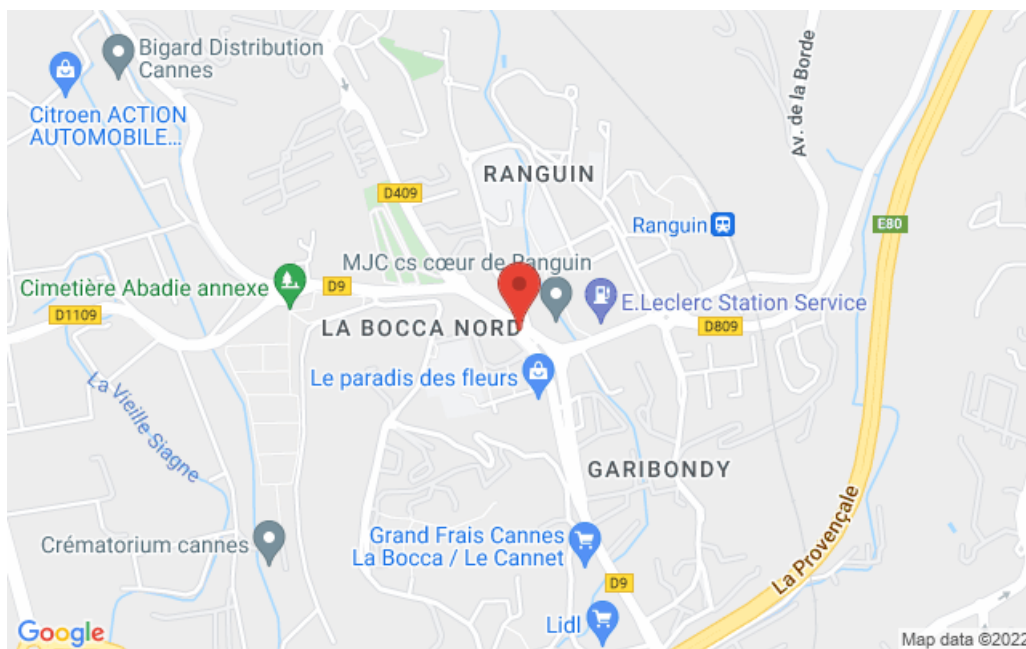 Bigard Distribution
Cannes
Citroen ACTION
AUTOMOBILE...
Av. de la Borde
RANGUIN
D409
Ranguin
E80
MJC cs cœur de Ranguin
Cimetière Abadie annexe
D9
E.Leclerc Station Service
D1109
LA BOCCA NORD
D809
Le paradis des fleurs
La Vieille Siagne
GARIBONDY
La Provençale
Grand Frais Cannes
La Bocca / Le Cannet
Crématorium cannes
D9
Lidl
Google
Map data ©2022